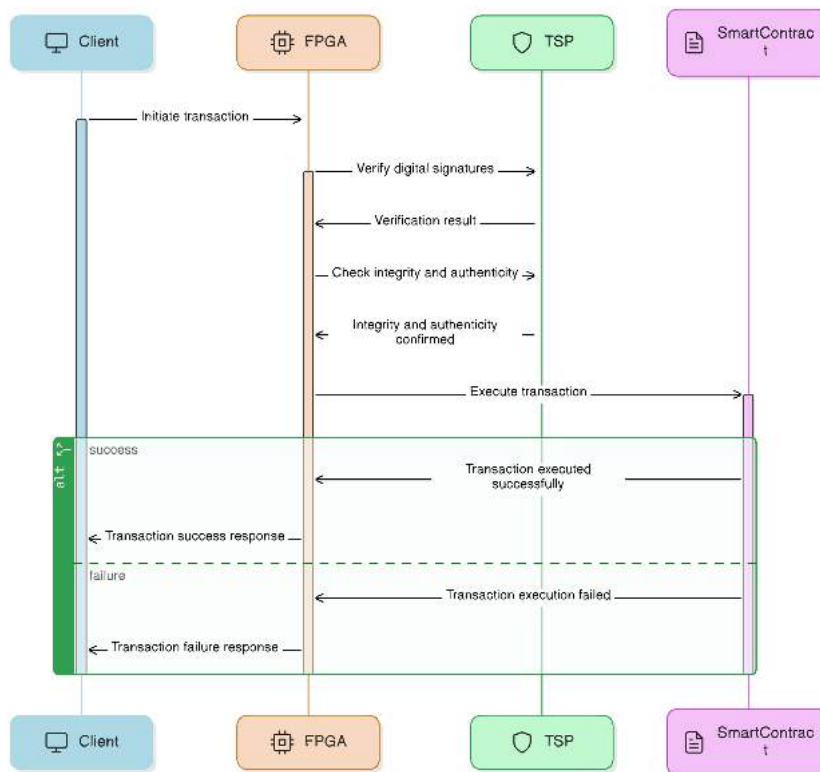 Client
FPGA
TSP
SmartContrac
t
Initiate transaction
Verify digital signatures
Verification result
Check integrity and authenticity
Integrity and authenticity
confirmed
Execute transaction
alt
success
Transaction executed
successfully
Transaction success response
failure
Transaction execution failed
Transaction failure response
Client
FPGA
TSP
SmartContrac
t